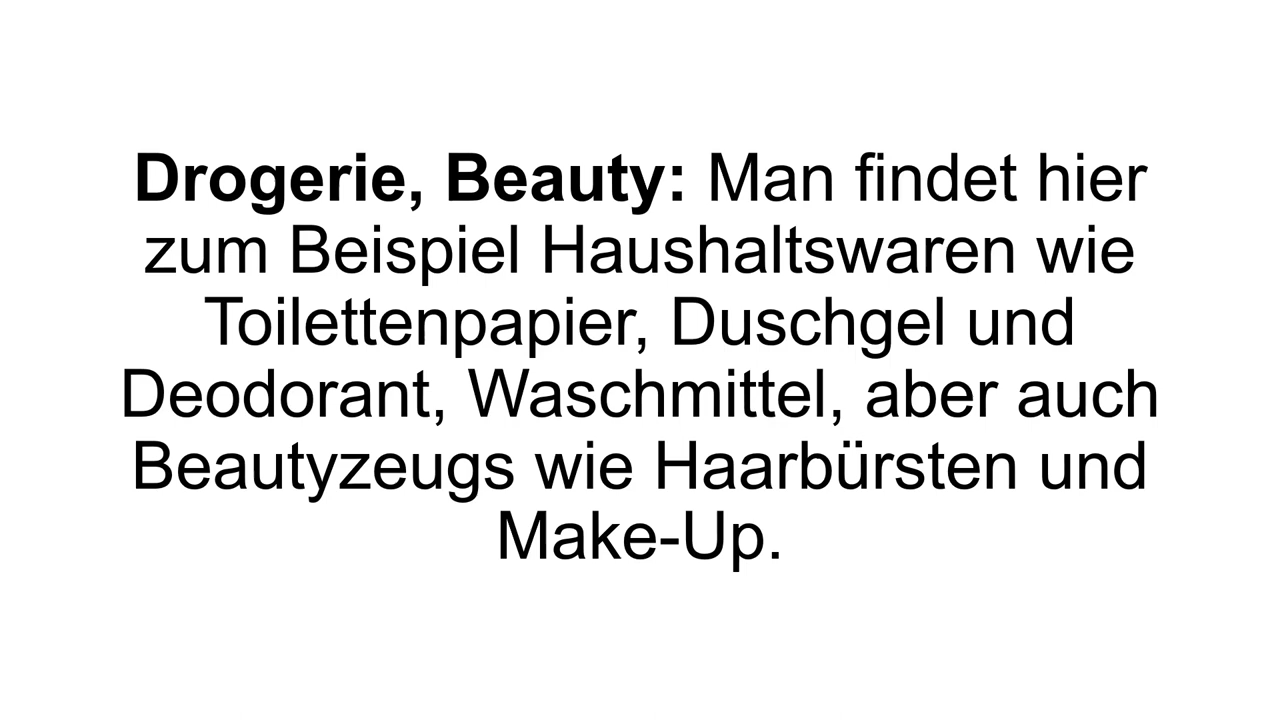 Drogerie, Beauty: Man findet hier
zum Beispiel Haushaltswaren wie
Toilettenpapier, Duschgel und
Deodorant, Waschmittel, aber auch
Beautyzeugs wie Haarbürsten und
Make-Up.